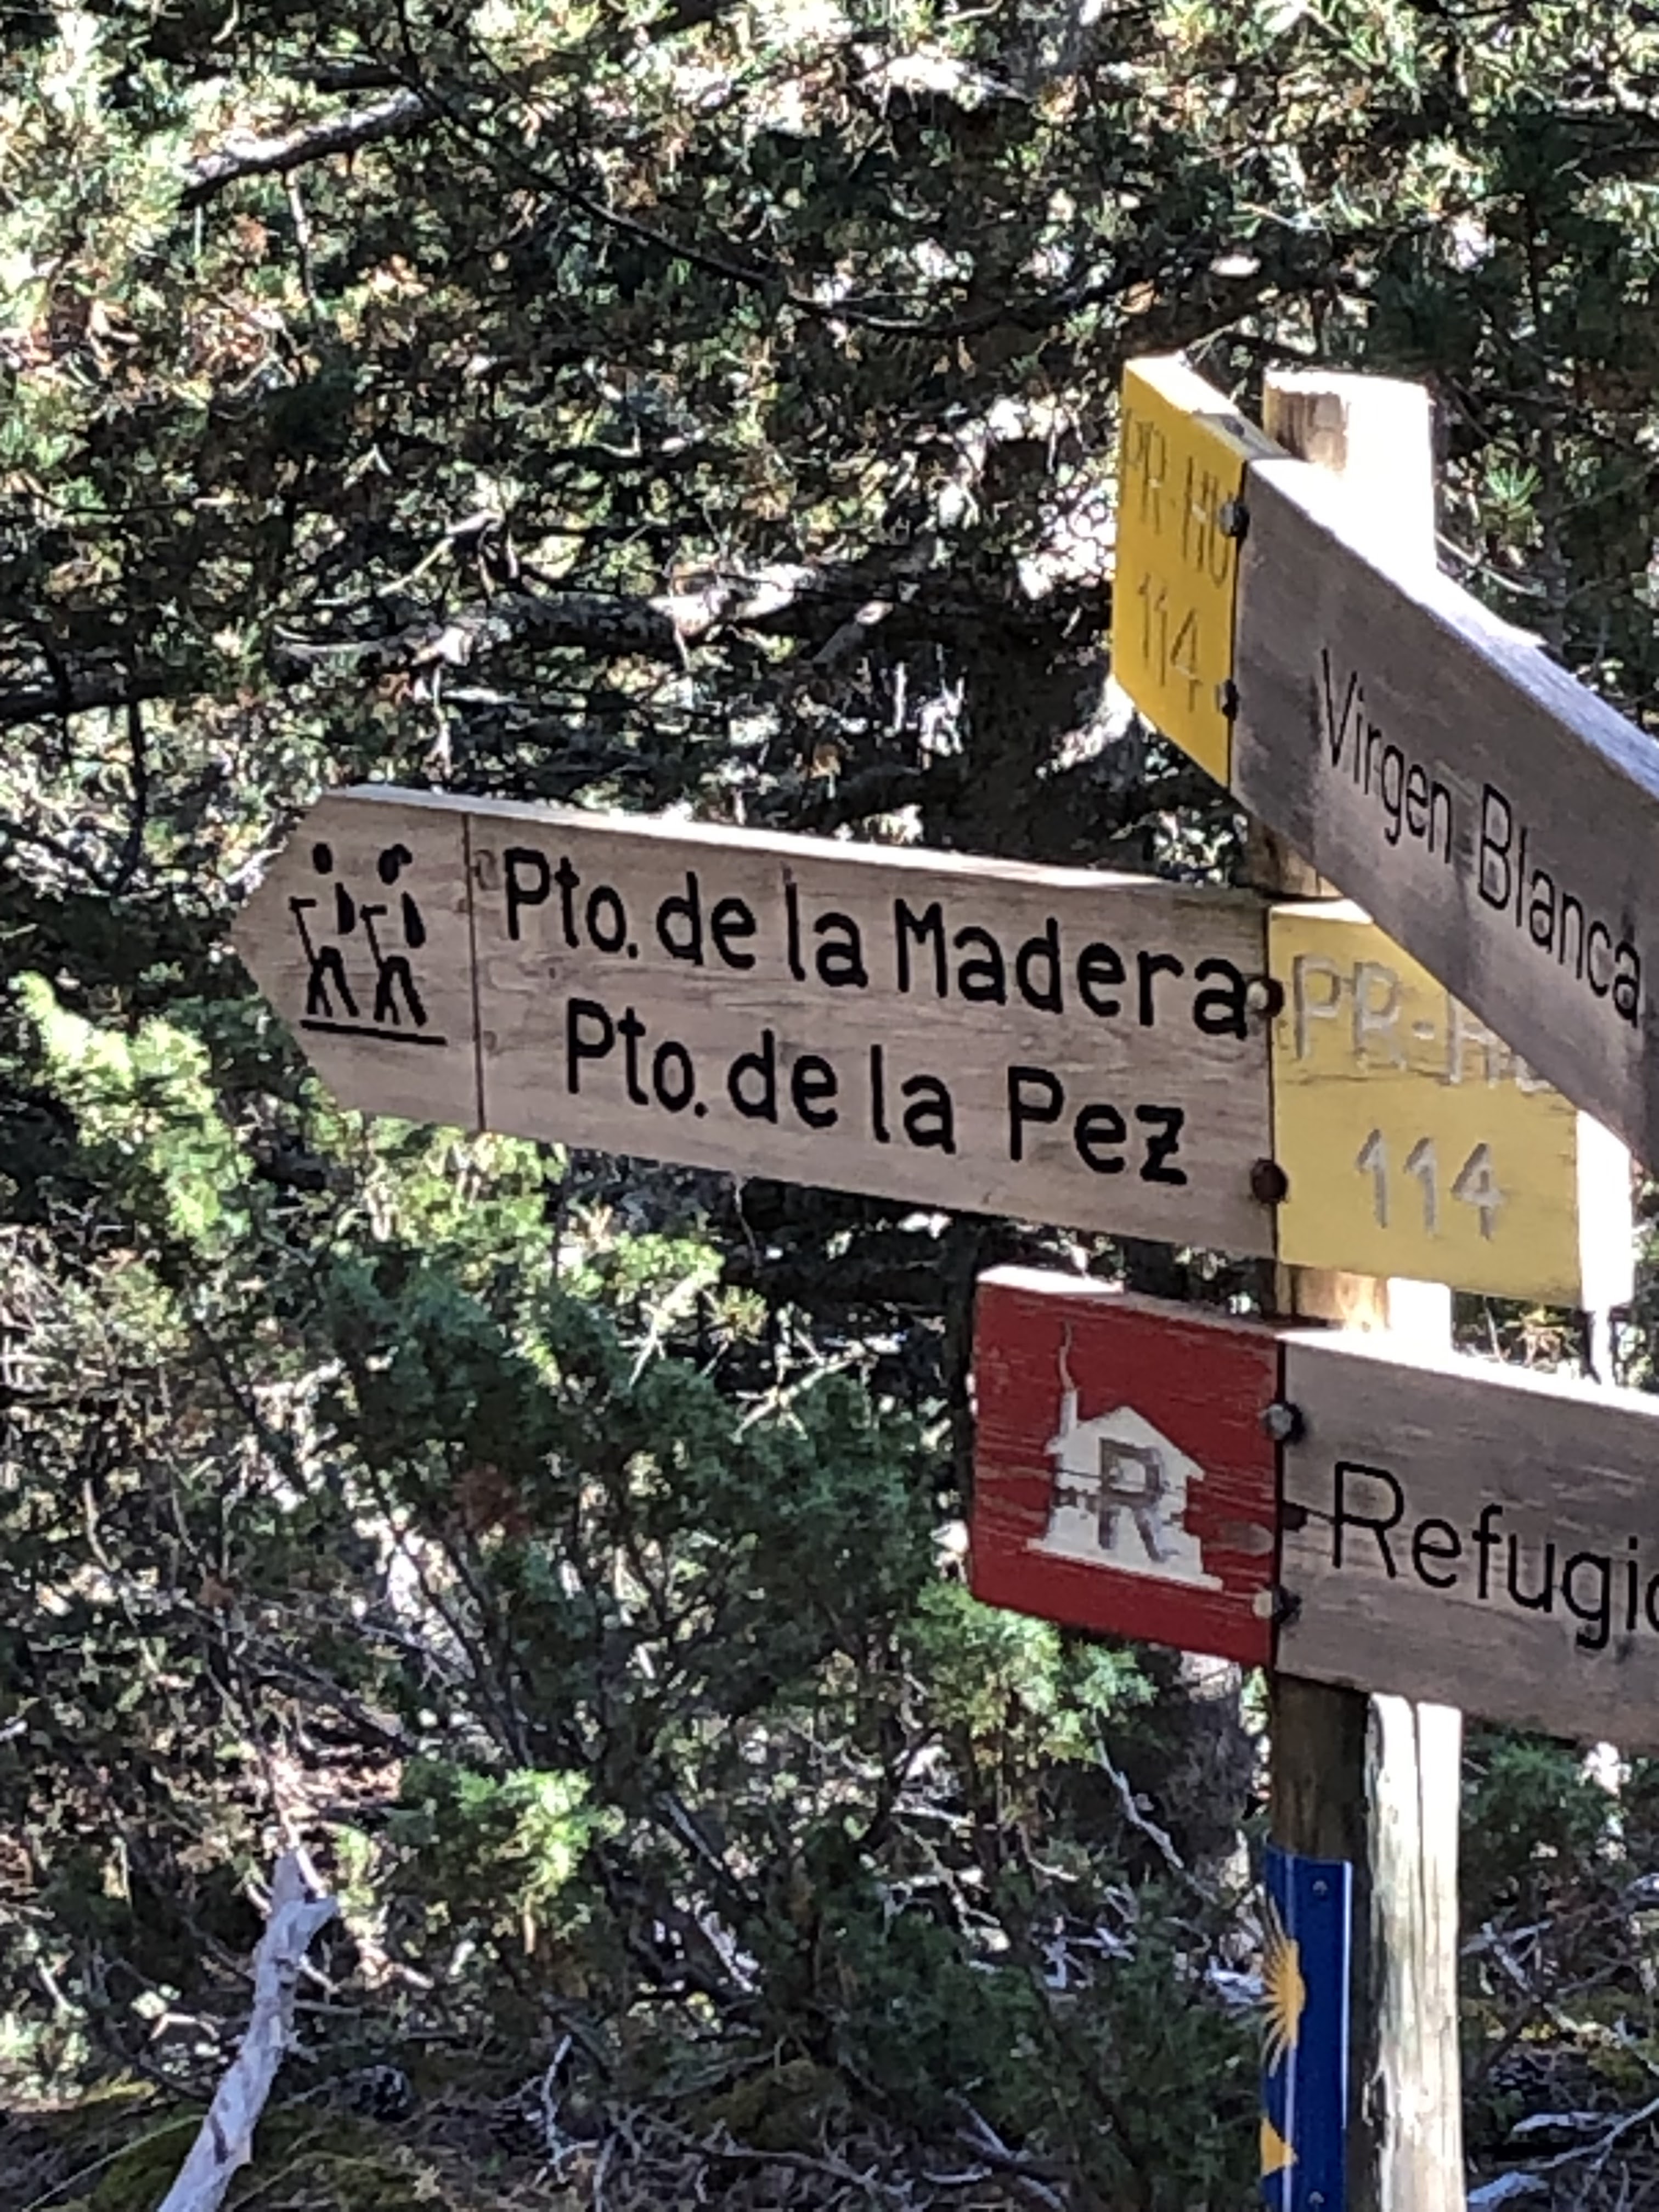 PR-HU
114
Virgen Blanca
Pto. de la Madera
Pto. de la Pez
PR-HU
114
R
Refugio